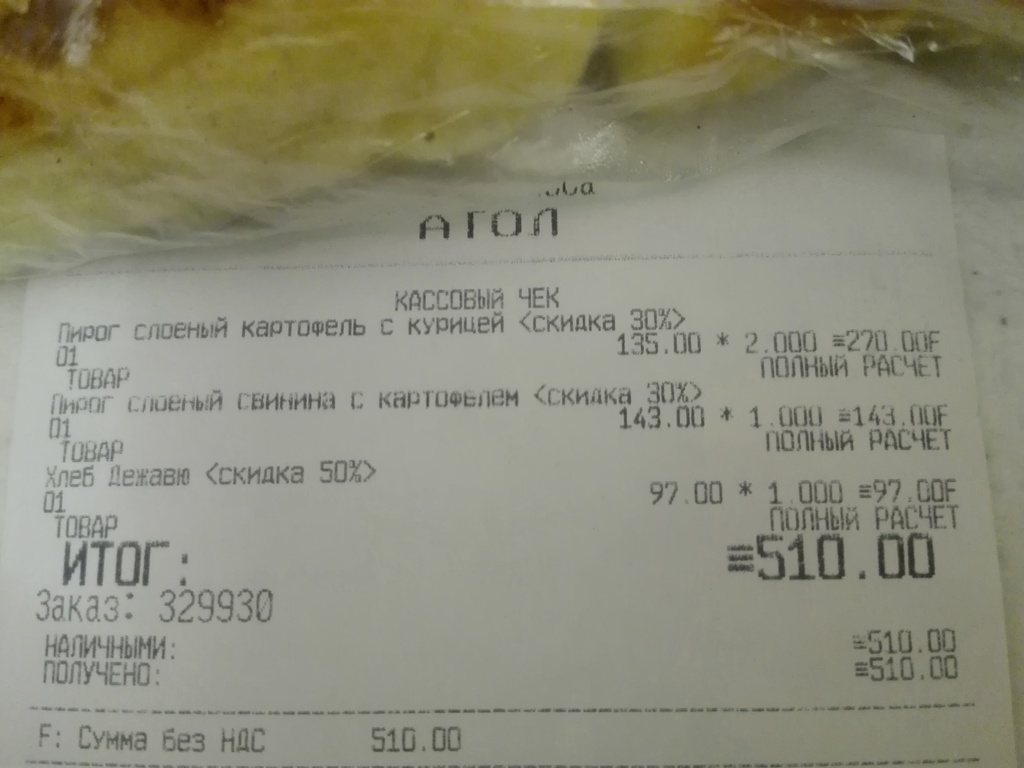 АТОЛ
КАССОВЫЙ ЧЕК
Пирог слоеный картофель с курицей <скидка 30%>
01 135.00 * 2.000 ≡270.00F
ТОВАР ПОЛНЫЙ РАСЧЕТ
Пирог слоеный свинина с картофелем <скидка 30%>
01 143.00 * 1.000 ≡143.00F
ТОВАР ПОЛНЫЙ РАСЧЕТ
Хлеб Дежавю <скидка 50%>
01 97.00 * 1.000 ≡97.00F
ТОВАР ПОЛНЫЙ РАСЧЕТ
ИТОГ: ≡510.00
Заказ: 329930
НАЛИЧНЫМИ: ≡510.00
ПОЛУЧЕНО: ≡510.00
F: Сумма без НДС 510.00